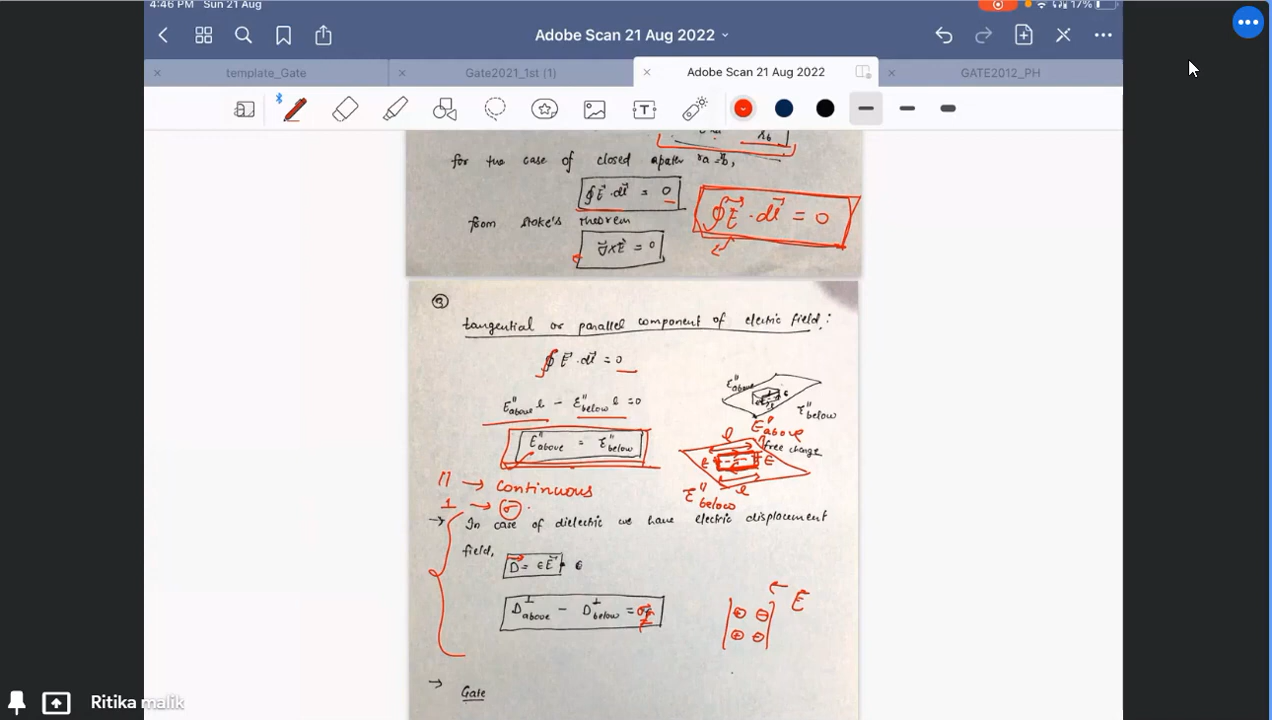 4:46 PM Sun 21 Aug
17%
Adobe Scan 21 Aug 2022
template_Gate
Gate2021_1st (1)
Adobe Scan 21 Aug 2022
GATE2012_PH
for the case of closed
∮E⃗·dl⃗ = 0
∮E⃗·dl⃗ = 0
from stoke's theorem
∇⃗×E⃗ = 0
②
tangential or parallel component of electric field:
∮E⃗·dl⃗ = 0
E"above l - E"below l = 0
E"above = E"below
E"above
E"below
E"above
free charge
l
ε
ε
E"below
l
|| → continuous
⊥ → σ
→ In case of dielectric we have electric displacement
field,
D⃗ = εE⃗
D⊥above - D⊥below = σf
← E⃗
+ -
+ -
→ Gate
Ritika malik